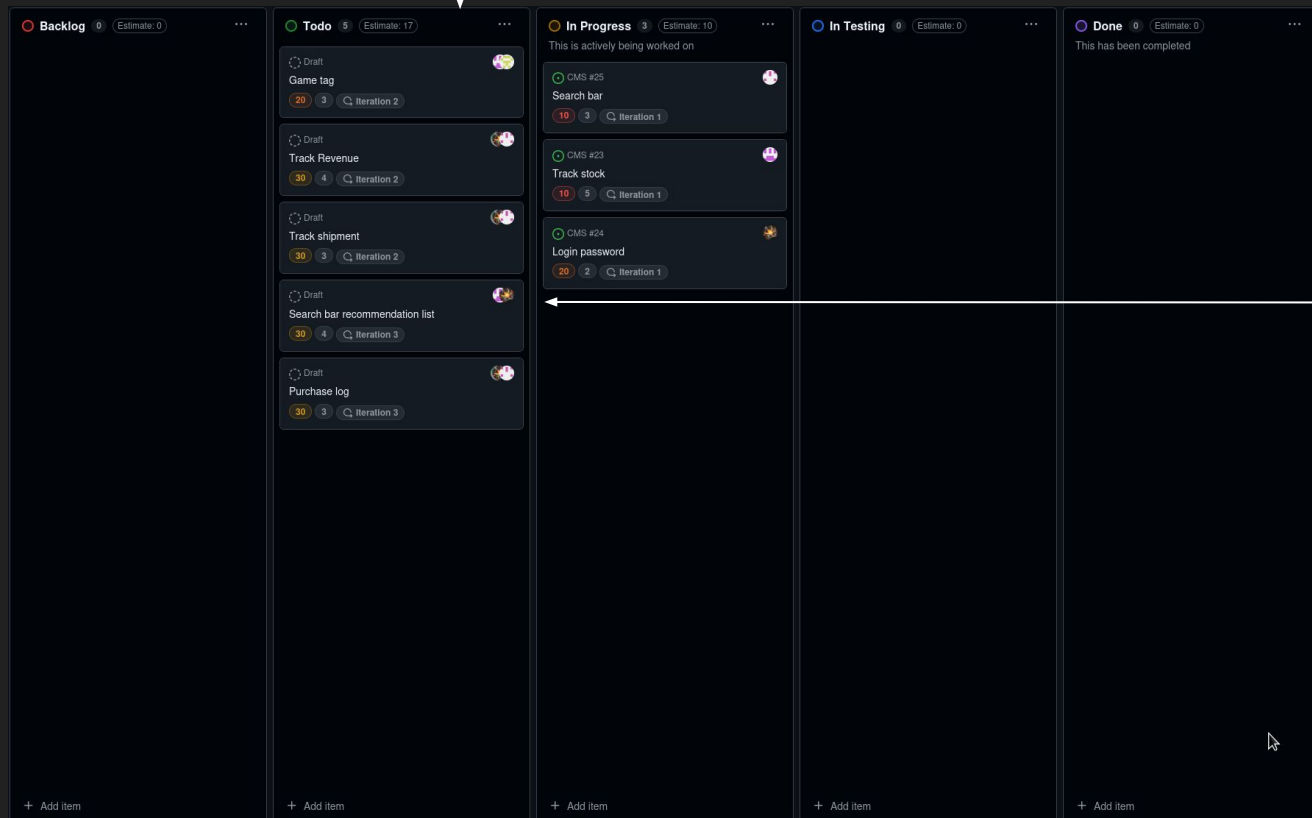 Backlog 0 Estimate: 0 ...
Todo 5 Estimate: 17 ...
Draft
Game tag
20 3 Iteration 2
Draft
Track Revenue
30 4 Iteration 2
Draft
Track shipment
30 3 Iteration 2
Draft
Search bar recommendation list
30 4 Iteration 3
Draft
Purchase log
30 3 Iteration 3
In Progress 3 Estimate: 10 ...
This is actively being worked on
CMS #25
Search bar
10 3 Iteration 1
CMS #23
Track stock
10 5 Iteration 1
CMS #24
Login password
20 2 Iteration 1
In Testing 0 Estimate: 0 ...
Done 0 Estimate: 0 ...
This has been completed
+ Add item
+ Add item
+ Add item
+ Add item
+ Add item